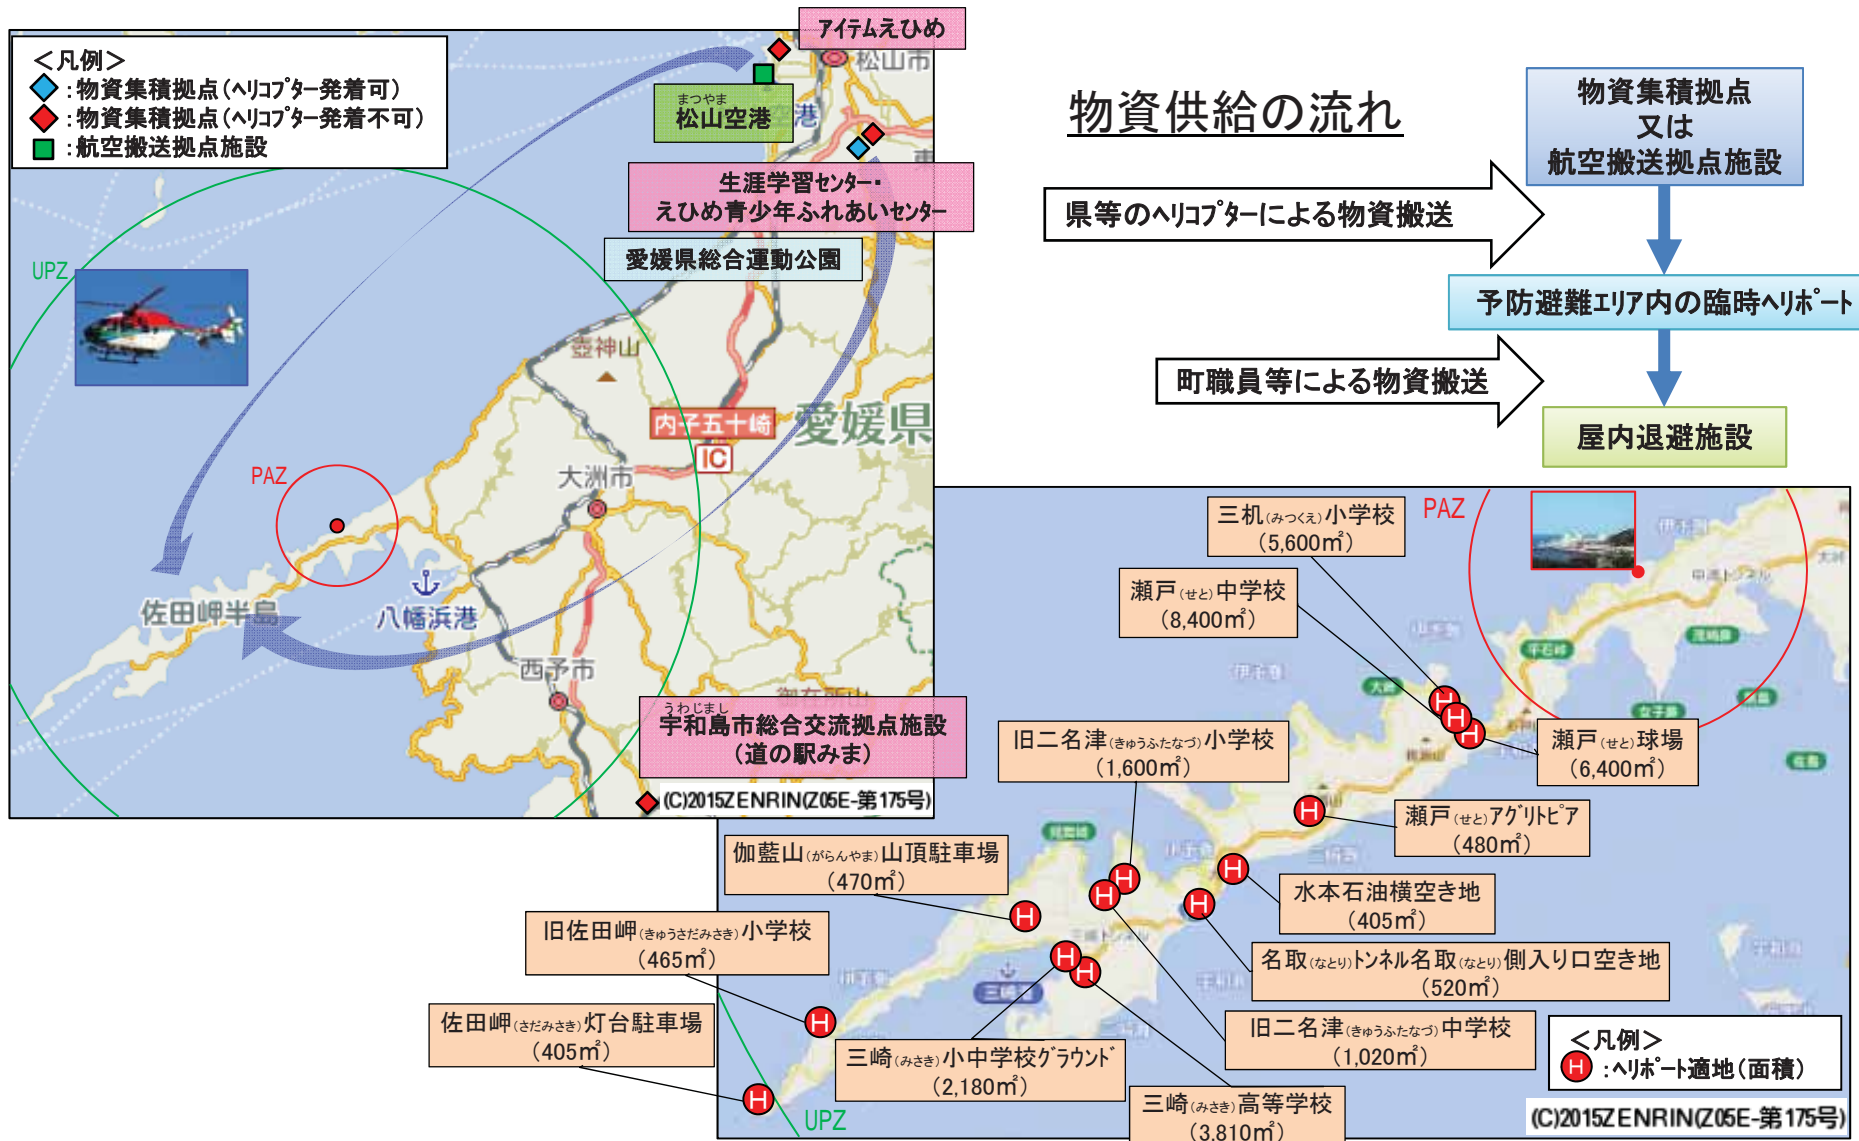 <凡例>
:物資集積拠点(ヘリコプター発着可)
:物資集積拠点(ヘリコプター発着不可)
:航空搬送拠点施設
アイテムえひめ
松山市
まつやま
松山空港
生涯学習センター・
えひめ青少年ふれあいセンター
愛媛県総合運動公園
UPZ
壺神山
内子五十崎
IC
愛媛県
大洲市
PAZ
佐田岬半島
八幡浜港
西予市
御在所山
うわじまし
宇和島市総合交流拠点施設
(道の駅みま)
(C)2015ZENRIN(Z05E-第175号)
物資供給の流れ
物資集積拠点
又は
航空搬送拠点施設
県等のヘリコプターによる物資搬送
予防避難エリア内の臨時ヘリポート
町職員等による物資搬送
屋内退避施設
PAZ
三机(みつくえ)小学校
(5,600㎡)
瀬戸(せと)中学校
(8,400㎡)
瀬戸(せと)球場
(6,400㎡)
旧二名津(きゅうふたなづ)小学校
(1,600㎡)
瀬戸(せと)アグリトピア
(480㎡)
伽藍山(がらんやま)山頂駐車場
(470㎡)
水本石油横空き地
(405㎡)
旧佐田岬(きゅうさだみさき)小学校
(465㎡)
名取(なとり)トンネル名取(なとり)側入り口空き地
(520㎡)
佐田岬(さだみさき)灯台駐車場
(405㎡)
三崎(みさき)小中学校グラウンド
(2,180㎡)
旧二名津(きゅうふたなづ)中学校
(1,020㎡)
三崎(みさき)高等学校
(3,810㎡)
三崎トンネル
UPZ
<凡例>
H :ヘリポート適地(面積)
(C)2015ZENRIN(Z05E-第175号)